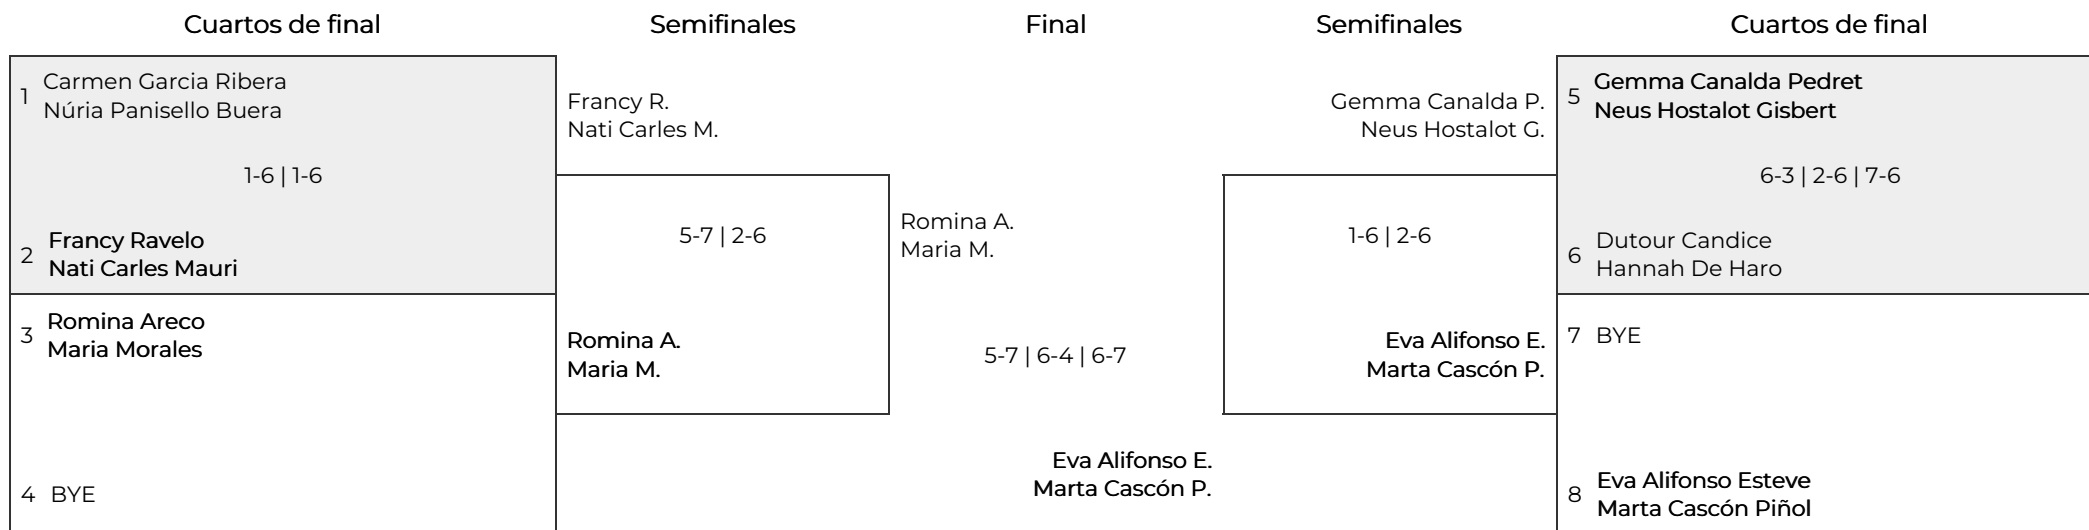 Cuartos de final
Semifinales
Final
Semifinales
Cuartos de final
1
Carmen Garcia Ribera
Núria Panisello Buera
1-6 | 1-6
2
Francy Ravelo
Nati Carles Mauri
3
Romina Areco
Maria Morales
4 BYE
Francy R.
Nati Carles M.
5-7 | 2-6
Romina A.
Maria M.
Romina A.
Maria M.
5-7 | 6-4 | 6-7
Eva Alifonso E.
Marta Cascón P.
Gemma Canalda P.
Neus Hostalot G.
1-6 | 2-6
Eva Alifonso E.
Marta Cascón P.
5
Gemma Canalda Pedret
Neus Hostalot Gisbert
6-3 | 2-6 | 7-6
6
Dutour Candice
Hannah De Haro
7 BYE
8
Eva Alifonso Esteve
Marta Cascón Piñol